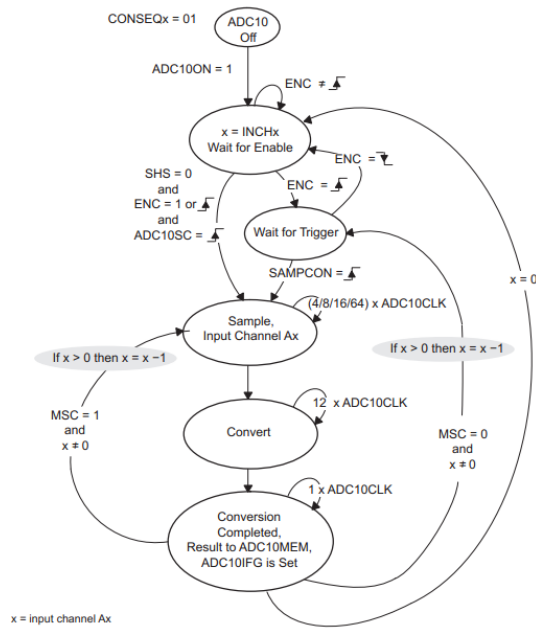 CONSEQx = 01
ADC10
Off
ADC10ON = 1
ENC ≠
x = INCHx
Wait for Enable
SHS = 0
and
ENC = 1 or
and
ADC10SC =
ENC =
ENC =
Wait for Trigger
SAMPCON =
x = 0
(4/8/16/64) x ADC10CLK
Sample,
Input Channel Ax
If x > 0 then x = x −1
If x > 0 then x = x −1
12 x ADC10CLK
Convert
MSC = 1
and
x ≠ 0
MSC = 0
and
x ≠ 0
1 x ADC10CLK
Conversion
Completed,
Result to ADC10MEM,
ADC10IFG is Set
x = input channel Ax